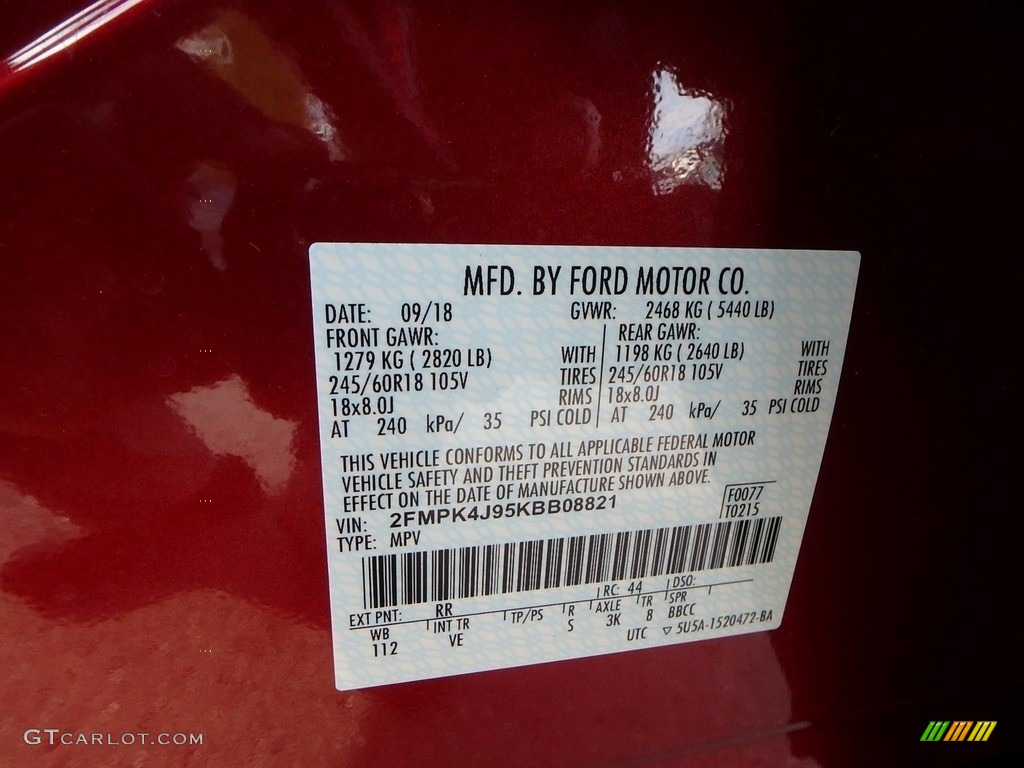 MFD. BY FORD MOTOR CO.
DATE: 09/18 GVWR: 2468 KG ( 5440 LB)
FRONT GAWR: REAR GAWR:
1279 KG ( 2820 LB) WITH 1198 KG ( 2640 LB) WITH
245/60R18 105V TIRES 245/60R18 105V TIRES
18x8.0J RIMS 18x8.0J RIMS
AT 240 kPa/ 35 PSI COLD AT 240 kPa/ 35 PSI COLD
THIS VEHICLE CONFORMS TO ALL APPLICABLE FEDERAL MOTOR
VEHICLE SAFETY AND THEFT PREVENTION STANDARDS IN
EFFECT ON THE DATE OF MANUFACTURE SHOWN ABOVE.
VIN: 2FMPK4J95KBB08821 F0077
TYPE: MPV T0215
EXT PNT: RR RC: 44 DSO:
WB INT TR TP/PS R AXLE TR SPR
112 VE S 3K 8 BBCC
UTC ▽ 5U5A-1520472-BA
GTCARLOT.COM